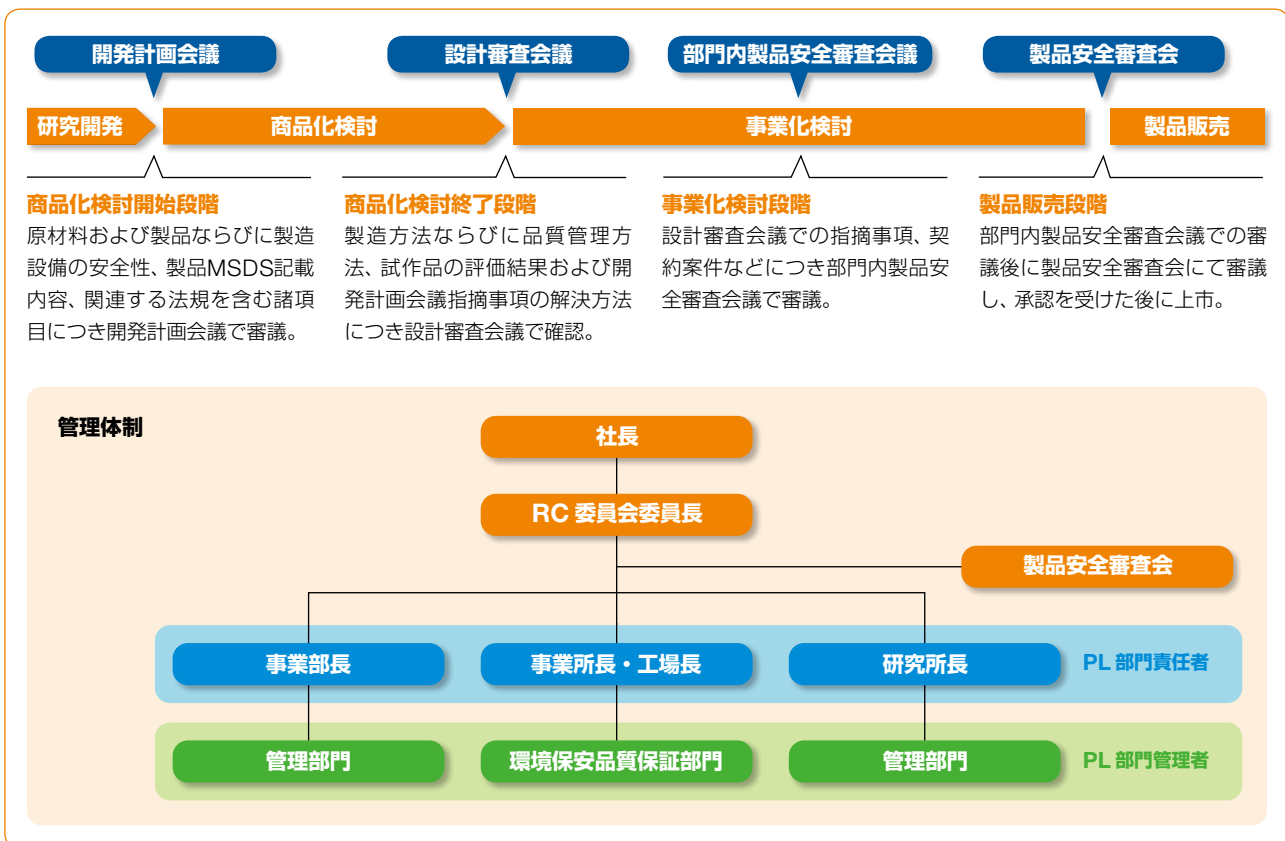 開発計画会議
設計審査会議
部門内製品安全審査会議
製品安全審査会
研究開発
商品化検討
事業化検討
製品販売
商品化検討開始段階
原材料および製品ならびに製造
設備の安全性、製品MSDS記載
内容、関連する法規を含む諸項
目につき開発計画会議で審議。
商品化検討終了段階
製造方法ならびに品質管理方
法、試作品の評価結果および開
発計画会議指摘事項の解決方法
につき設計審査会議で確認。
事業化検討段階
設計審査会議での指摘事項、契
約案件などにつき部門内製品安
全審査会議で審議。
製品販売段階
部門内製品安全審査会議での審
議後に製品安全審査会にて審議
し、承認を受けた後に上市。
管理体制
社長
RC 委員会委員長
製品安全審査会
事業部長
事業所長・工場長
研究所長
PL 部門責任者
管理部門
環境保安品質保証部門
管理部門
PL 部門管理者